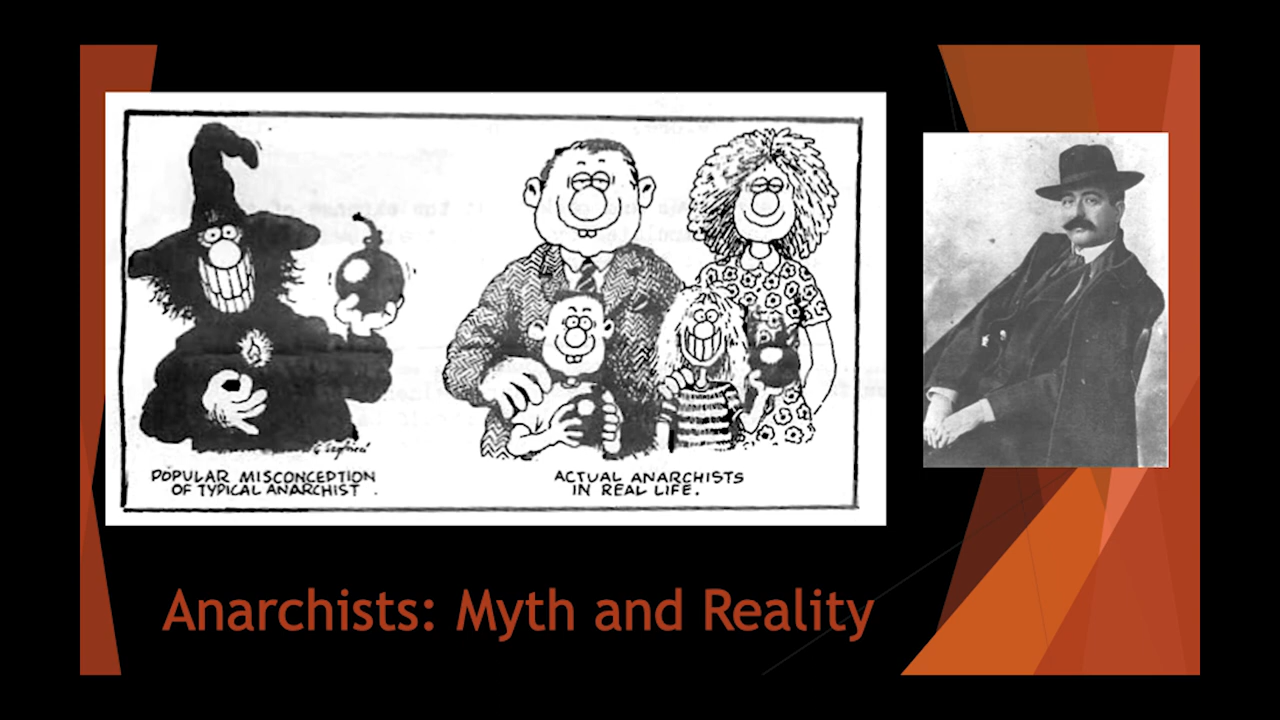 POPULAR MISCONCEPTION
OF TYPICAL ANARCHIST.
ACTUAL ANARCHISTS
IN REAL LIFE.
Anarchists: Myth and Reality